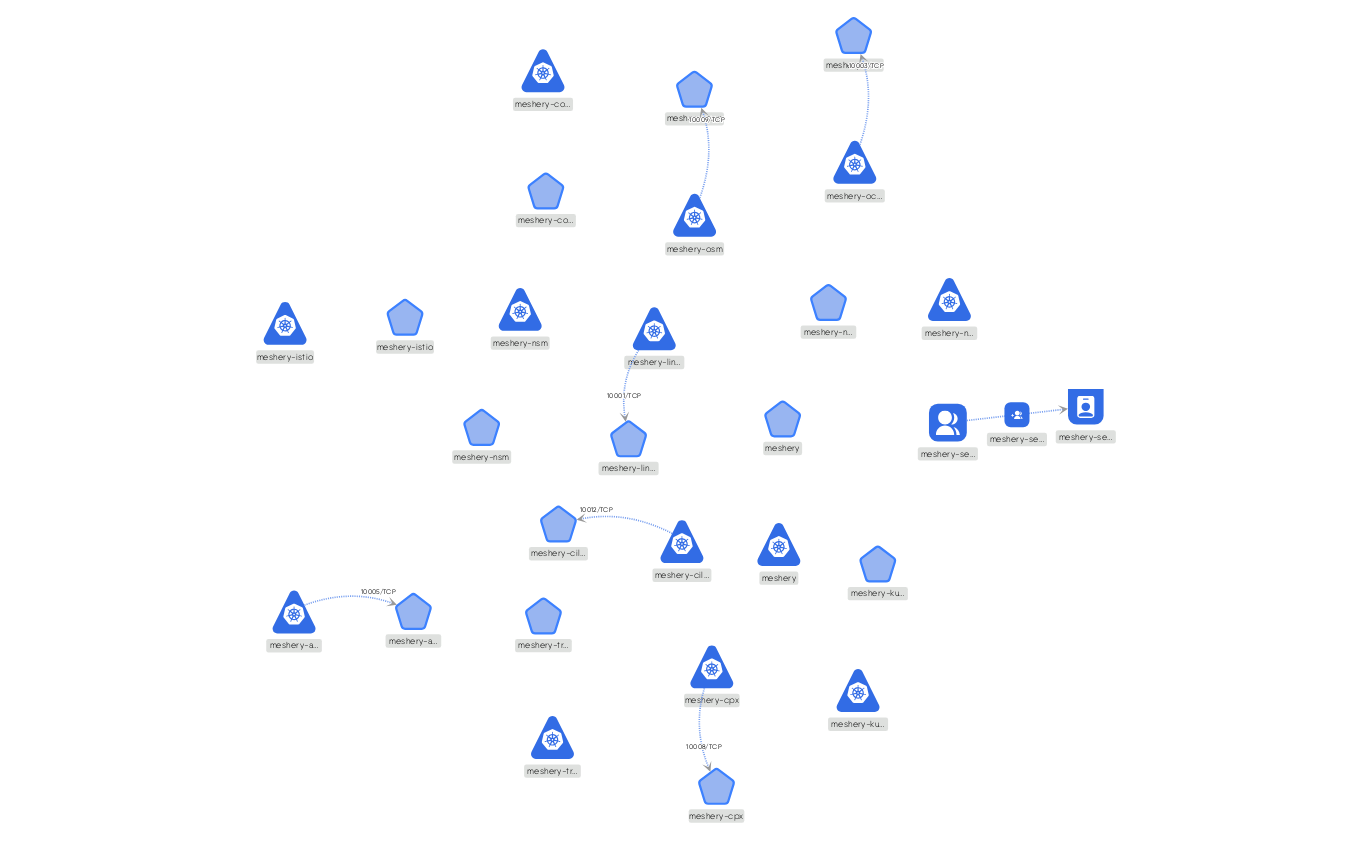 10003/TCP
meshery-co...
10009/TCP
meshery-oc...
meshery-co...
meshery-osm
meshery-n...
meshery-n...
meshery-nsm
meshery-istio
meshery-istio
meshery-lin...
10001/TCP
meshery-se...
meshery-se...
meshery
meshery-se...
meshery-nsm
meshery-lin...
10012/TCP
meshery-cil...
meshery-cil...
meshery
10005/TCP
meshery-ku...
meshery-a...
meshery-a...
meshery-tr...
meshery-cpx
meshery-ku...
10008/TCP
meshery-tr...
meshery-cpx